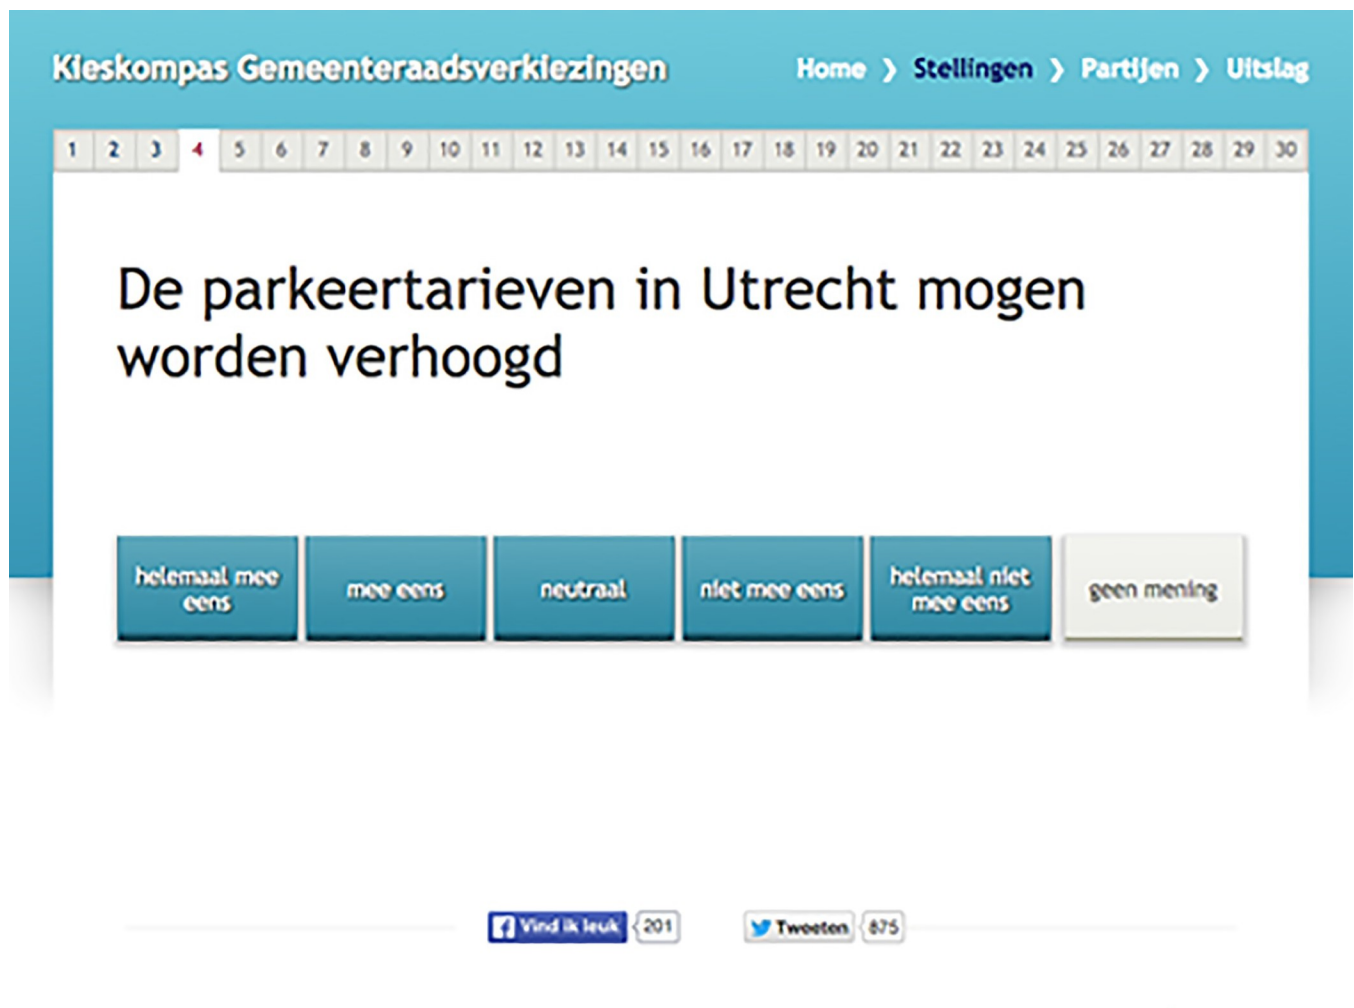 Kieskompas Gemeenteraadsverkiezingen
Home ❯ Stellingen ❯ Partijen ❯ Uitslag
1 2 3 4 5 6 7 8 9 10 11 12 13 14 15 16 17 18 19 20 21 22 23 24 25 26 27 28 29 30
De parkeertarieven in Utrecht mogen
worden verhoogd
helemaal mee
eens
mee eens
neutraal
niet mee eens
helemaal niet
mee eens
geen mening
Vind ik leuk 201
Tweeten 875